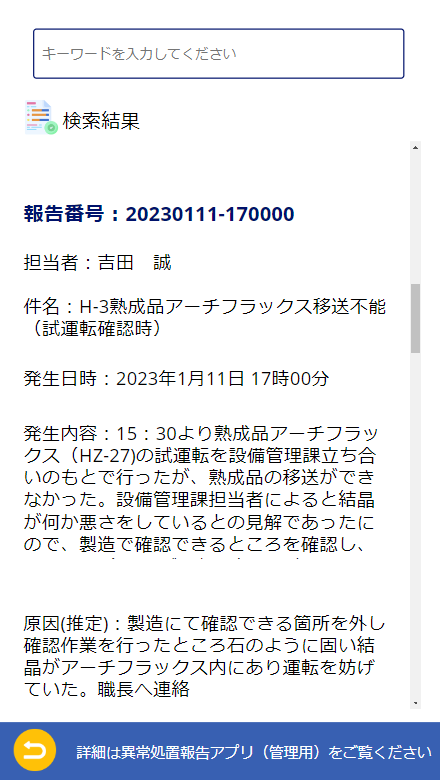 キーワードを入力してください
検索結果
報告番号：20230111-170000
担当者：吉田　誠
件名：H-3熟成品アーチフラックス移送不能
（試運転確認時）
発生日時：2023年1月11日 17時00分
発生内容：15：30より熟成品アーチフラッ
クス（HZ-27)の試運転を設備管理課立ち合
いのもとで行ったが、熟成品の移送ができ
なかった。設備管理課担当者によると結晶
が何か悪さをしているとの見解であったに
ので、製造で確認できるところを確認し、
原因(推定)：製造にて確認できる箇所を外し
確認作業を行ったところ石のように固い結
晶がアーチフラックス内にあり運転を妨げ
ていた。職長へ連絡
詳細は異常処置報告アプリ（管理用）をご覧ください